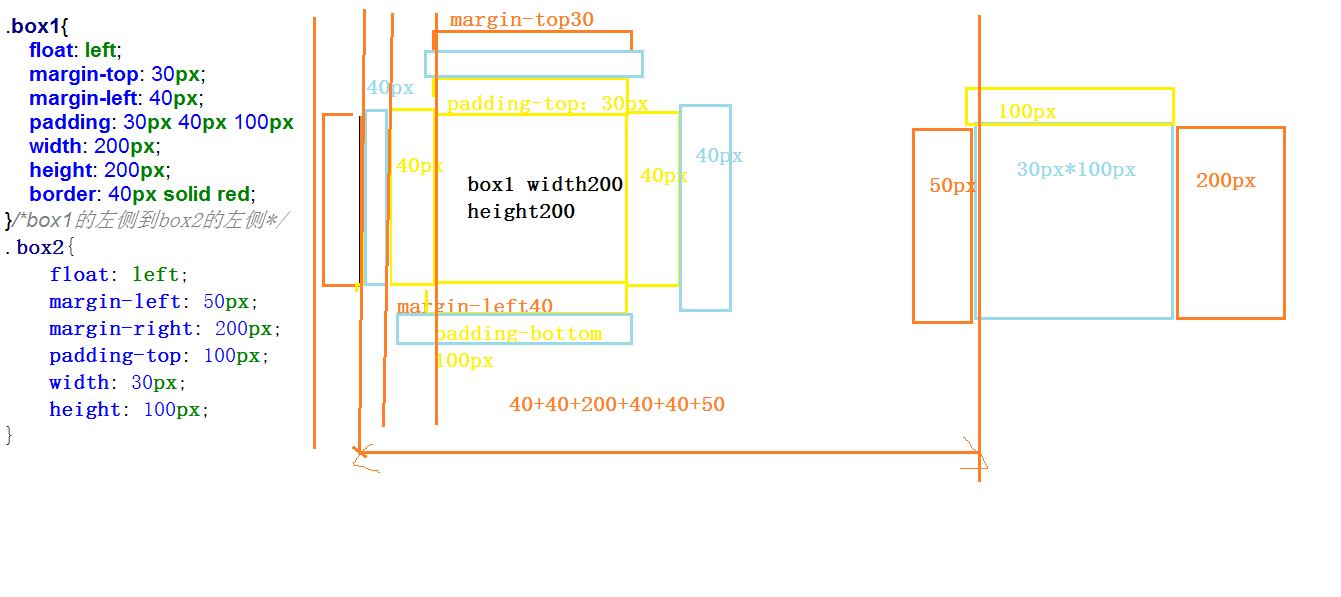 .box1{
float: left;
margin-top: 30px;
margin-left: 40px;
padding: 30px 40px 100px
width: 200px;
height: 200px;
border: 40px solid red;
}/*box1的左侧到box2的左侧*/
.box2{
float: left;
margin-left: 50px;
margin-right: 200px;
padding-top: 100px;
width: 30px;
height: 100px;
}
margin-top30
40px
padding-top：30px
40px
box1 width200
height200
40px
40px
margin-left40
padding-bottom
100px
40+40+200+40+40+50
100px
50px
30px*100px
200px